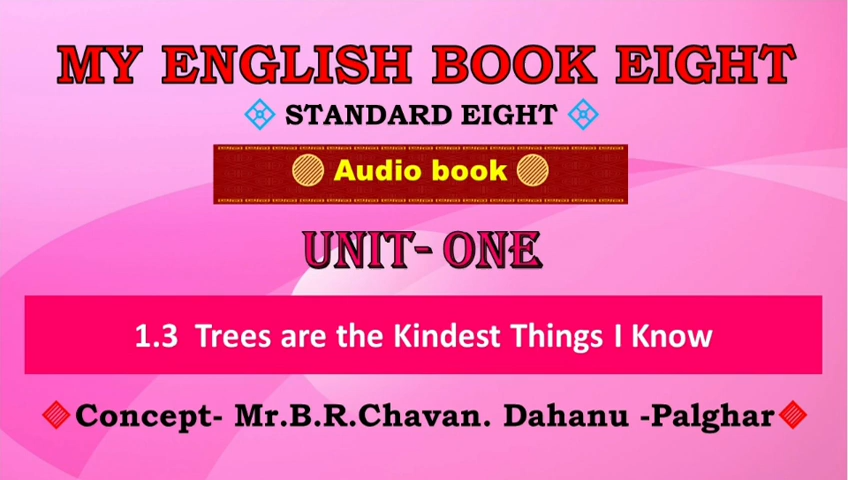 MY ENGLISH BOOK EIGHT
STANDARD EIGHT
Audio book
UNIT- ONE
1.3 Trees are the Kindest Things I Know
Concept- Mr.B.R.Chavan. Dahanu -Palghar